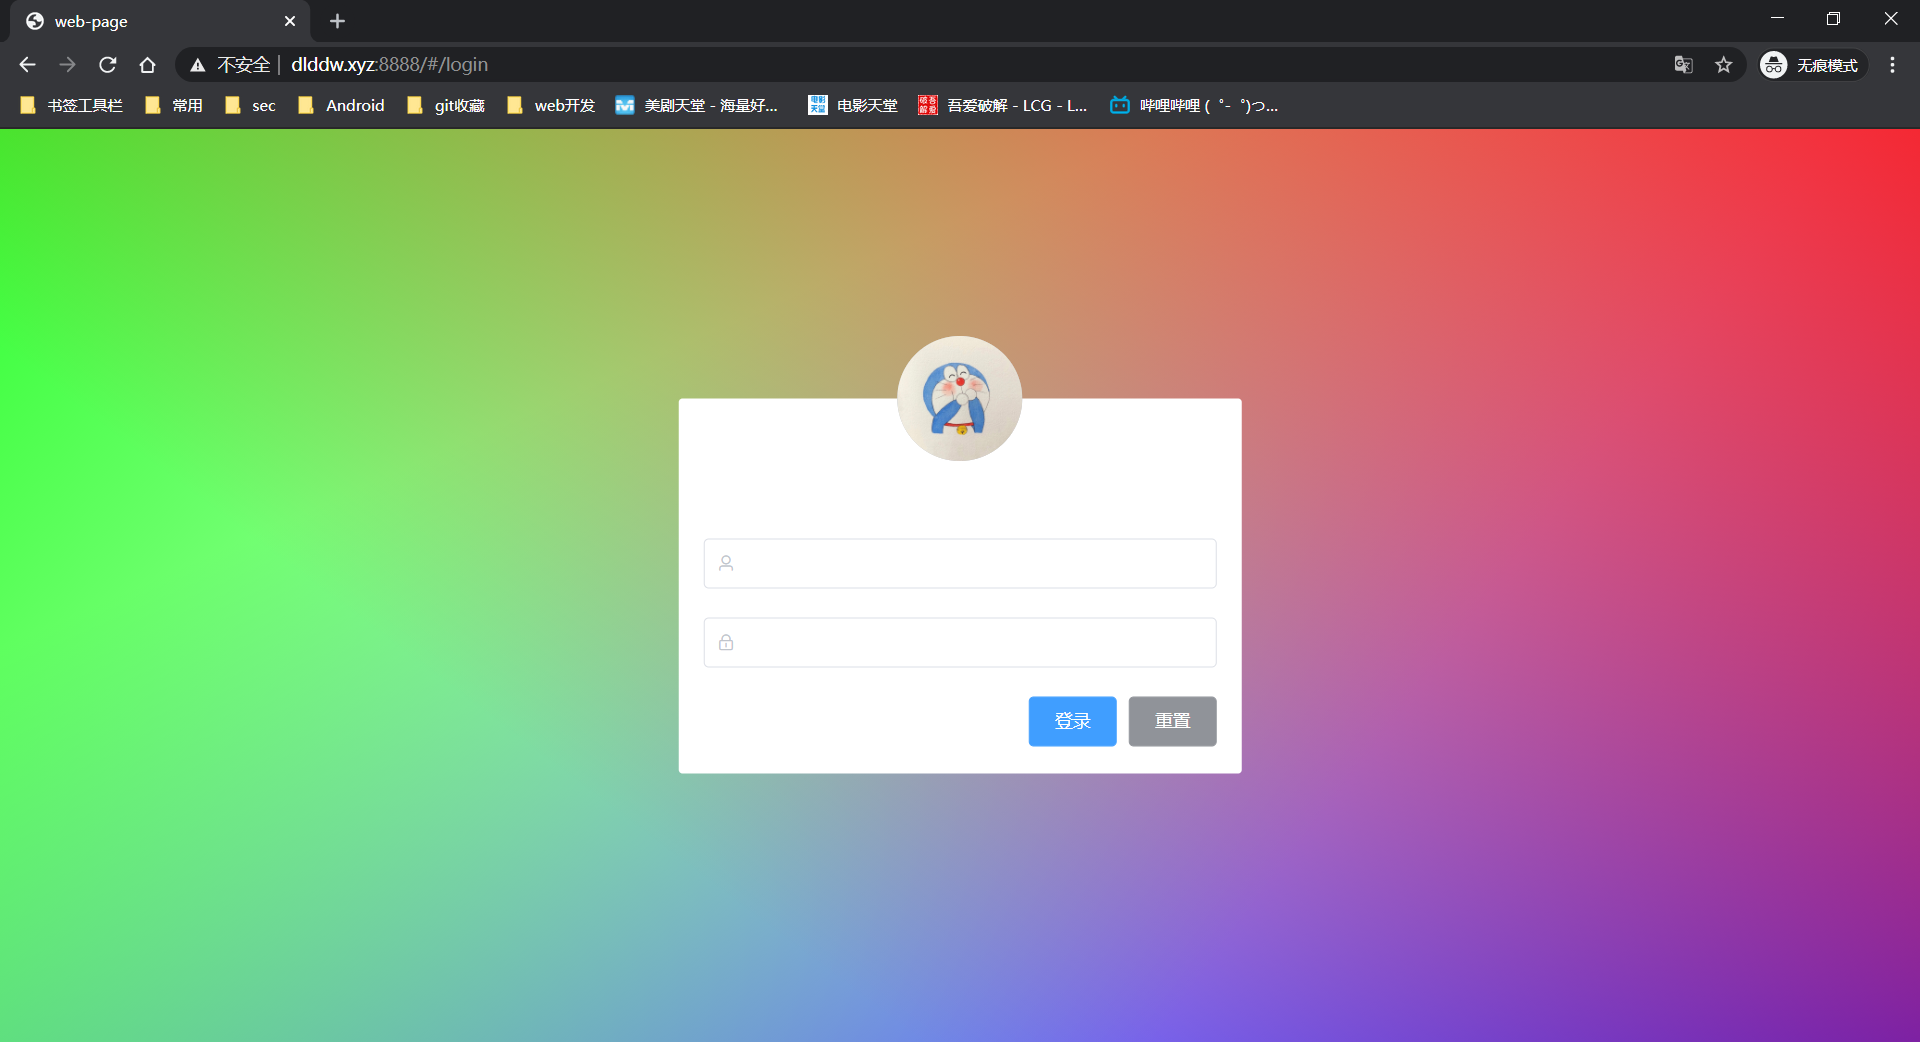 web-page
不安全 | dlddw.xyz:8888/#/login
无痕模式
书签工具栏 常用 sec Android git收藏 web开发 美剧天堂 - 海量好... 电影天堂 吾爱破解 - LCG - L... 哔哩哔哩 ( ゜- ゜)つ...
登录 重置